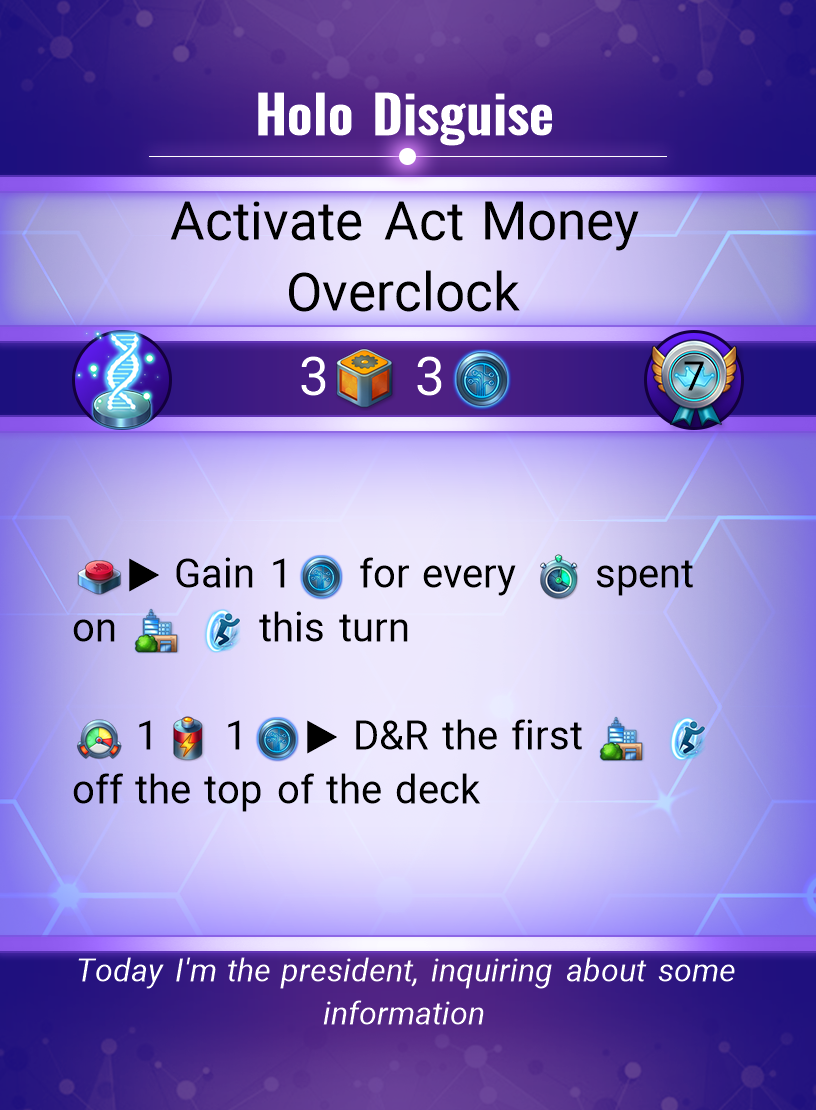 Holo Disguise
Activate Act Money
Overclock
3 3 7
▶ Gain 1 for every spent
on this turn
1 1 ▶ D&R the first
off the top of the deck
Today I'm the president, inquiring about some
information